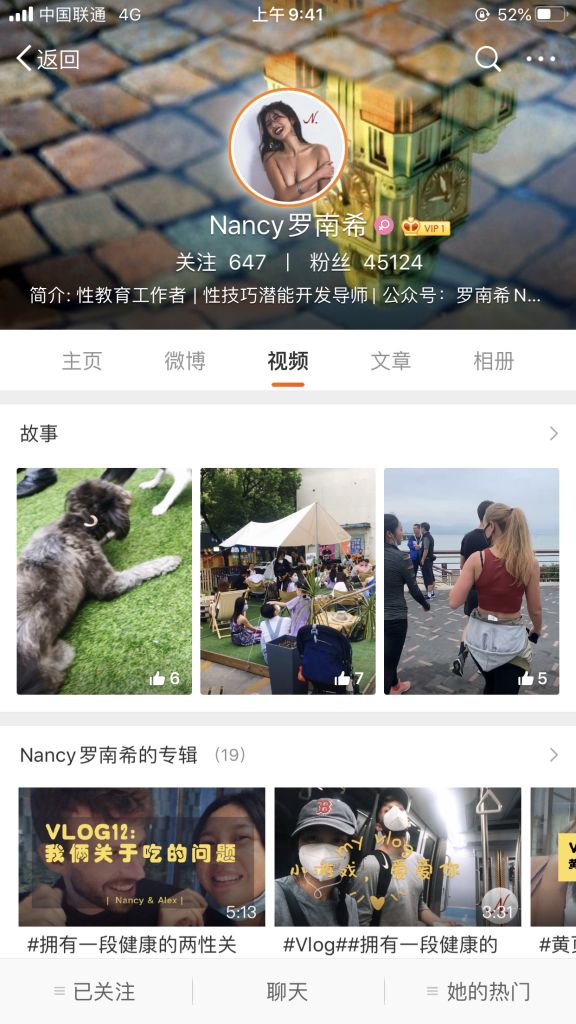 中国联通 4G 上午9:41 52%
返回
N.
Nancy罗南希 VIP 1
关注 647 | 粉丝 45124
简介: 性教育工作者 | 性技巧潜能开发导师 | 公众号：罗南希 N...
主页 微博 视频 文章 相册
故事
6 7 5
Nancy罗南希的专辑 （19）
VLOG12:
我俩关于吃的问题
| Nancy & Alex |
5:13
B
my vlog
小游戏，爱爱你
N
3:31
V
黄
#拥有一段健康的两性关 #Vlog##拥有一段健康的 #黄页
已关注 聊天 她的热门